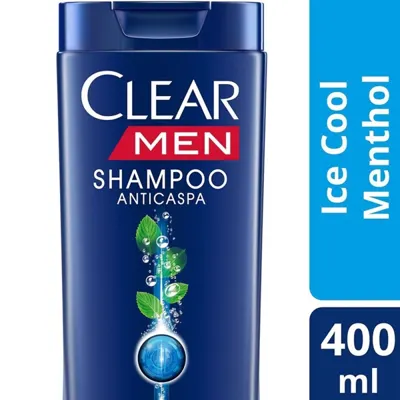 CLEAR
MEN
SHAMPOO
ANTICASPA
Ice Cool
Menthol
400
ml